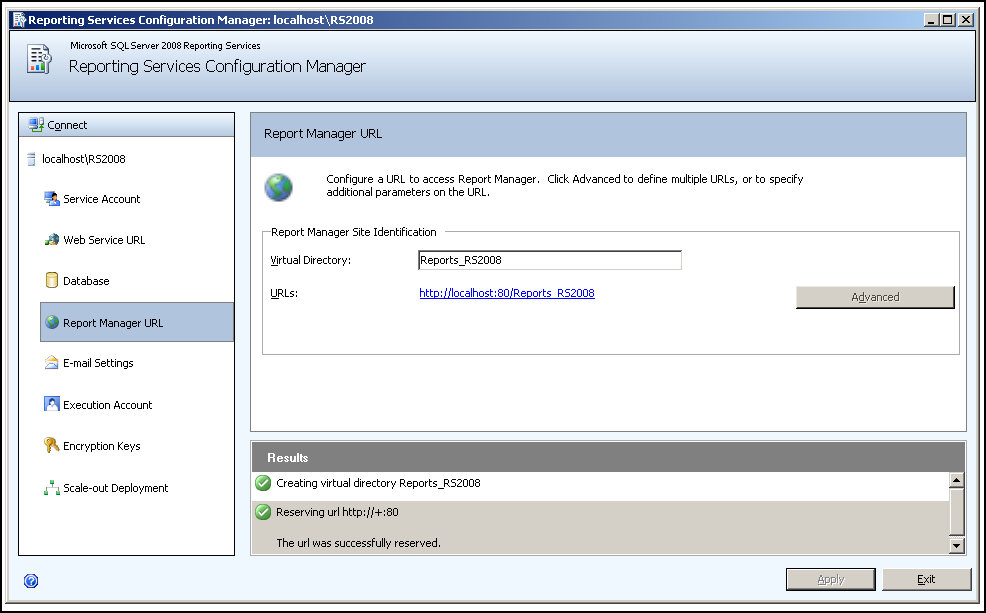 Reporting Services Configuration Manager: localhost\RS2008
Microsoft SQL Server 2008 Reporting Services
Reporting Services Configuration Manager
Connect
localhost\RS2008
Service Account
Web Service URL
Database
Report Manager URL
E-mail Settings
Execution Account
Encryption Keys
Scale-out Deployment
Report Manager URL
Configure a URL to access Report Manager. Click Advanced to define multiple URLs, or to specify
additional parameters on the URL.
Report Manager Site Identification
Virtual Directory: Reports_RS2008
URLs: http://localhost:80/Reports_RS2008
Advanced
Results
Creating virtual directory Reports_RS2008
Reserving url http://+:80
The url was successfully reserved.
Apply Exit